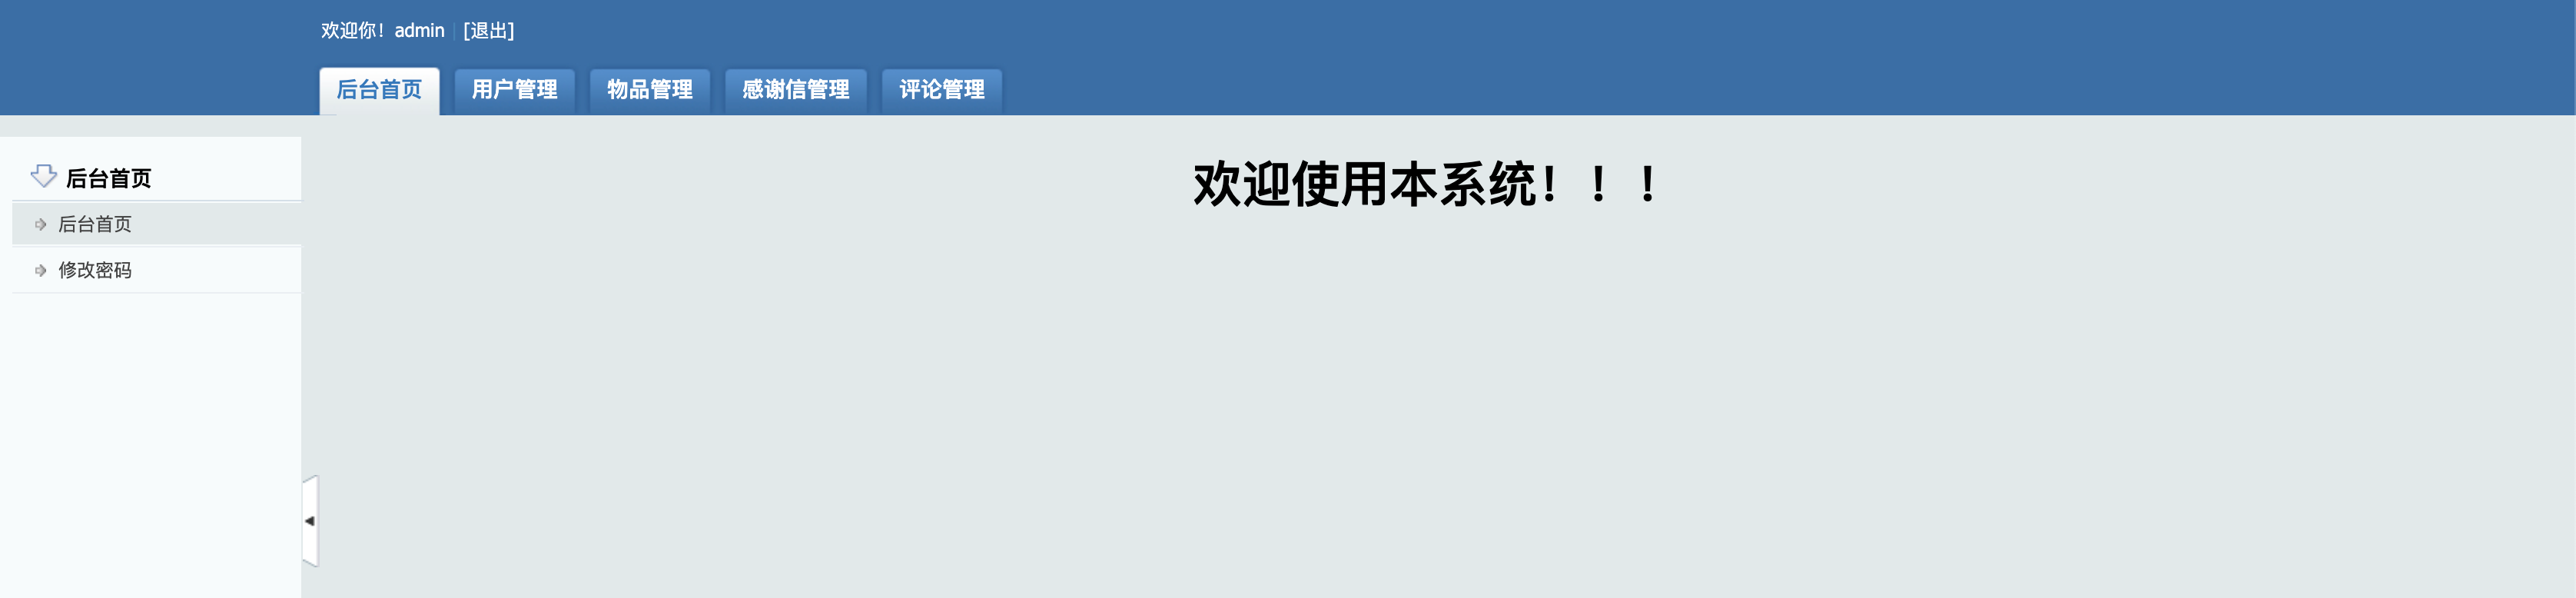 欢迎你！admin | [退出]
后台首页 用户管理 物品管理 感谢信管理 评论管理
后台首页
后台首页
修改密码
欢迎使用本系统！！！